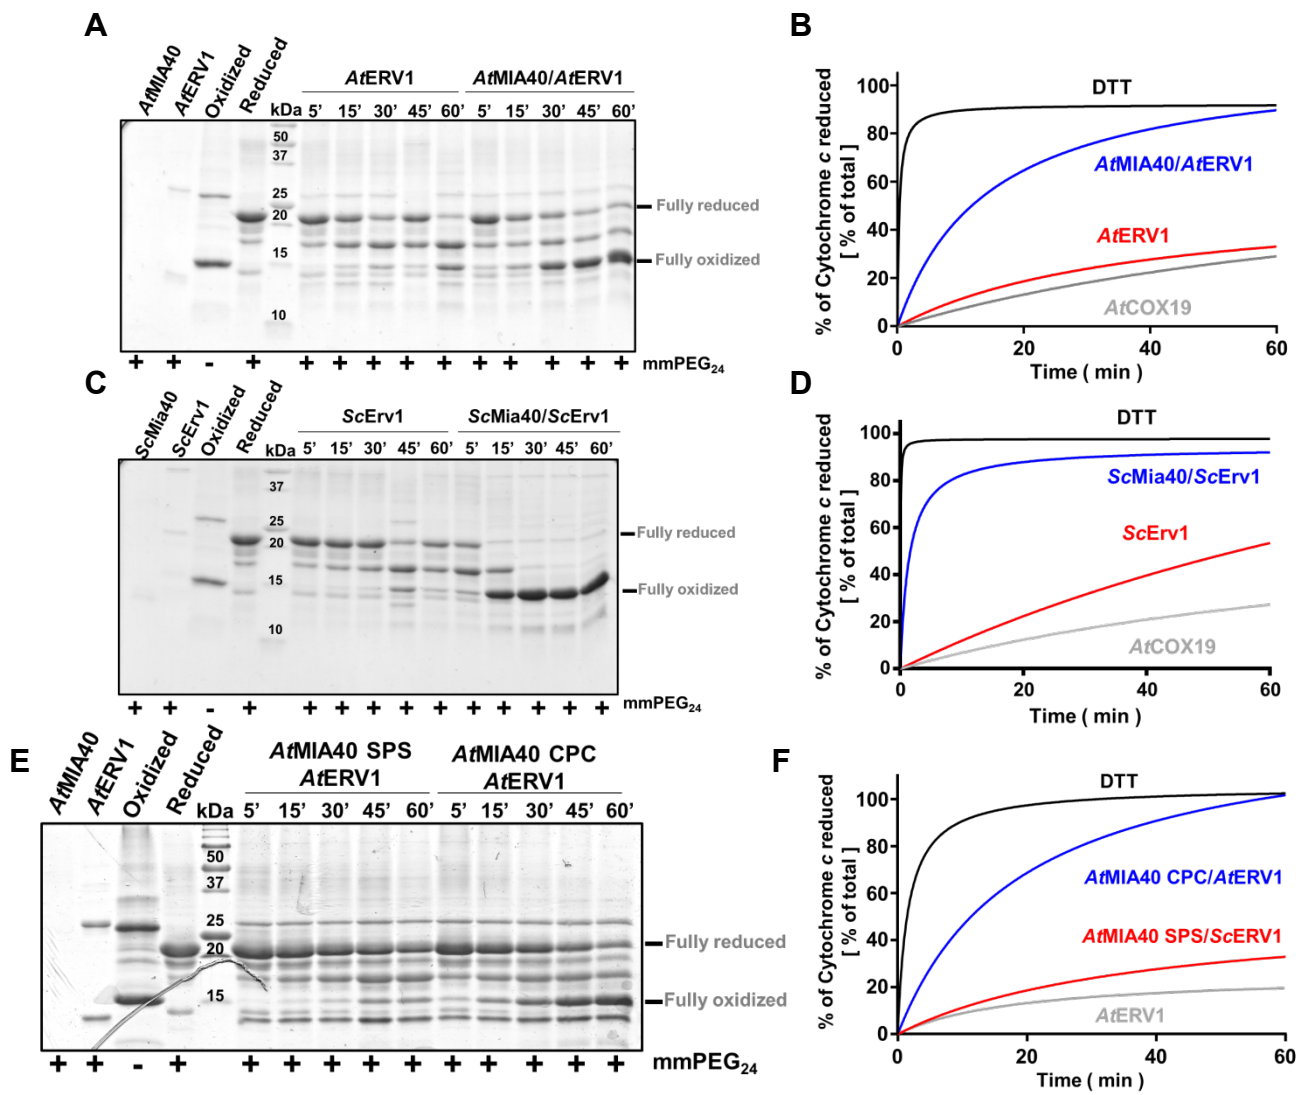 A
AtMIA40
AtERV1
Oxidized
Reduced
kDa
AtERV1
AtMIA40/AtERV1
5’ 15’ 30’ 45’ 60’ 5’ 15’ 30’ 45’ 60’
50
37
25
20
15
10
Fully reduced
Fully oxidized
+ + - + + + + + + + + + + + mmPEG24
B
% of Cytochrome c reduced
[ % of total ]
100
80
60
40
20
0
DTT
AtMIA40/AtERV1
AtERV1
AtCOX19
0 20 40 60
Time ( min )
C
ScMia40
ScErv1
Oxidized
Reduced
kDa
ScErv1
ScMia40/ScErv1
5’ 15’ 30’ 45’ 60’ 5’ 15’ 30’ 45’ 60’
37
25
20
15
10
Fully reduced
Fully oxidized
+ + - + + + + + + + + + + + mmPEG24
D
% of Cytochrome c reduced
[ % of total ]
100
80
60
40
20
0
DTT
ScMia40/ScErv1
ScErv1
AtCOX19
0 20 40 60
Time ( min )
E
AtMIA40
AtERV1
Oxidized
Reduced
kDa
AtMIA40 SPS
AtERV1
AtMIA40 CPC
AtERV1
5’ 15’ 30’ 45’ 60’ 5’ 15’ 30’ 45’ 60’
50
37
25
20
15
Fully reduced
Fully oxidized
+ + - + + + + + + + + + + + mmPEG24
F
% of Cytochrome c reduced
[ % of total ]
100
80
60
40
20
0
DTT
AtMIA40 CPC/AtERV1
AtMIA40 SPS/ScERV1
AtERV1
0 20 40 60
Time ( min )